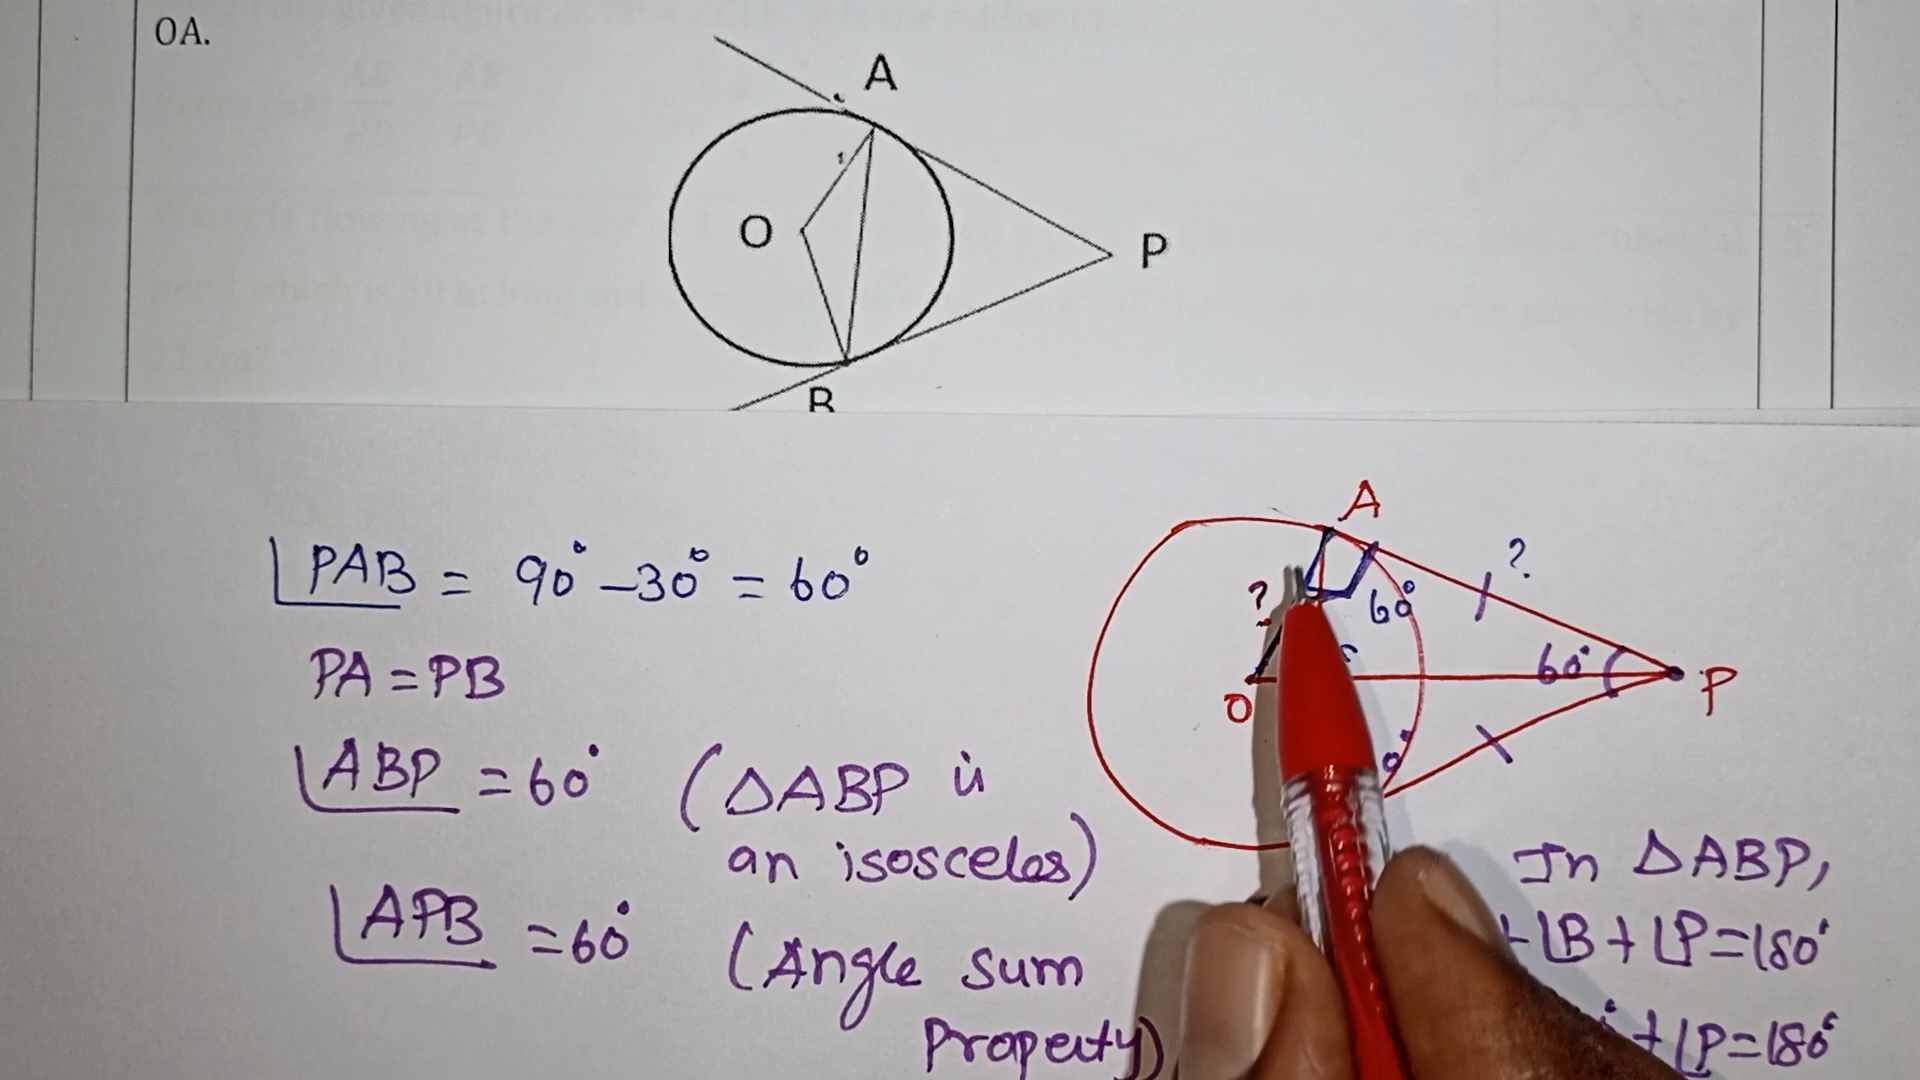 OA.
A
O
P
B
∠PAB = 90° - 30° = 60°
PA = PB
∠ABP = 60° (△ABP is
an isosceles)
∠APB = 60° (Angle sum
Property)
A
?
?
60°
60°
O
P
In △ABP,
+∠B+∠P=180°
+∠P=180°